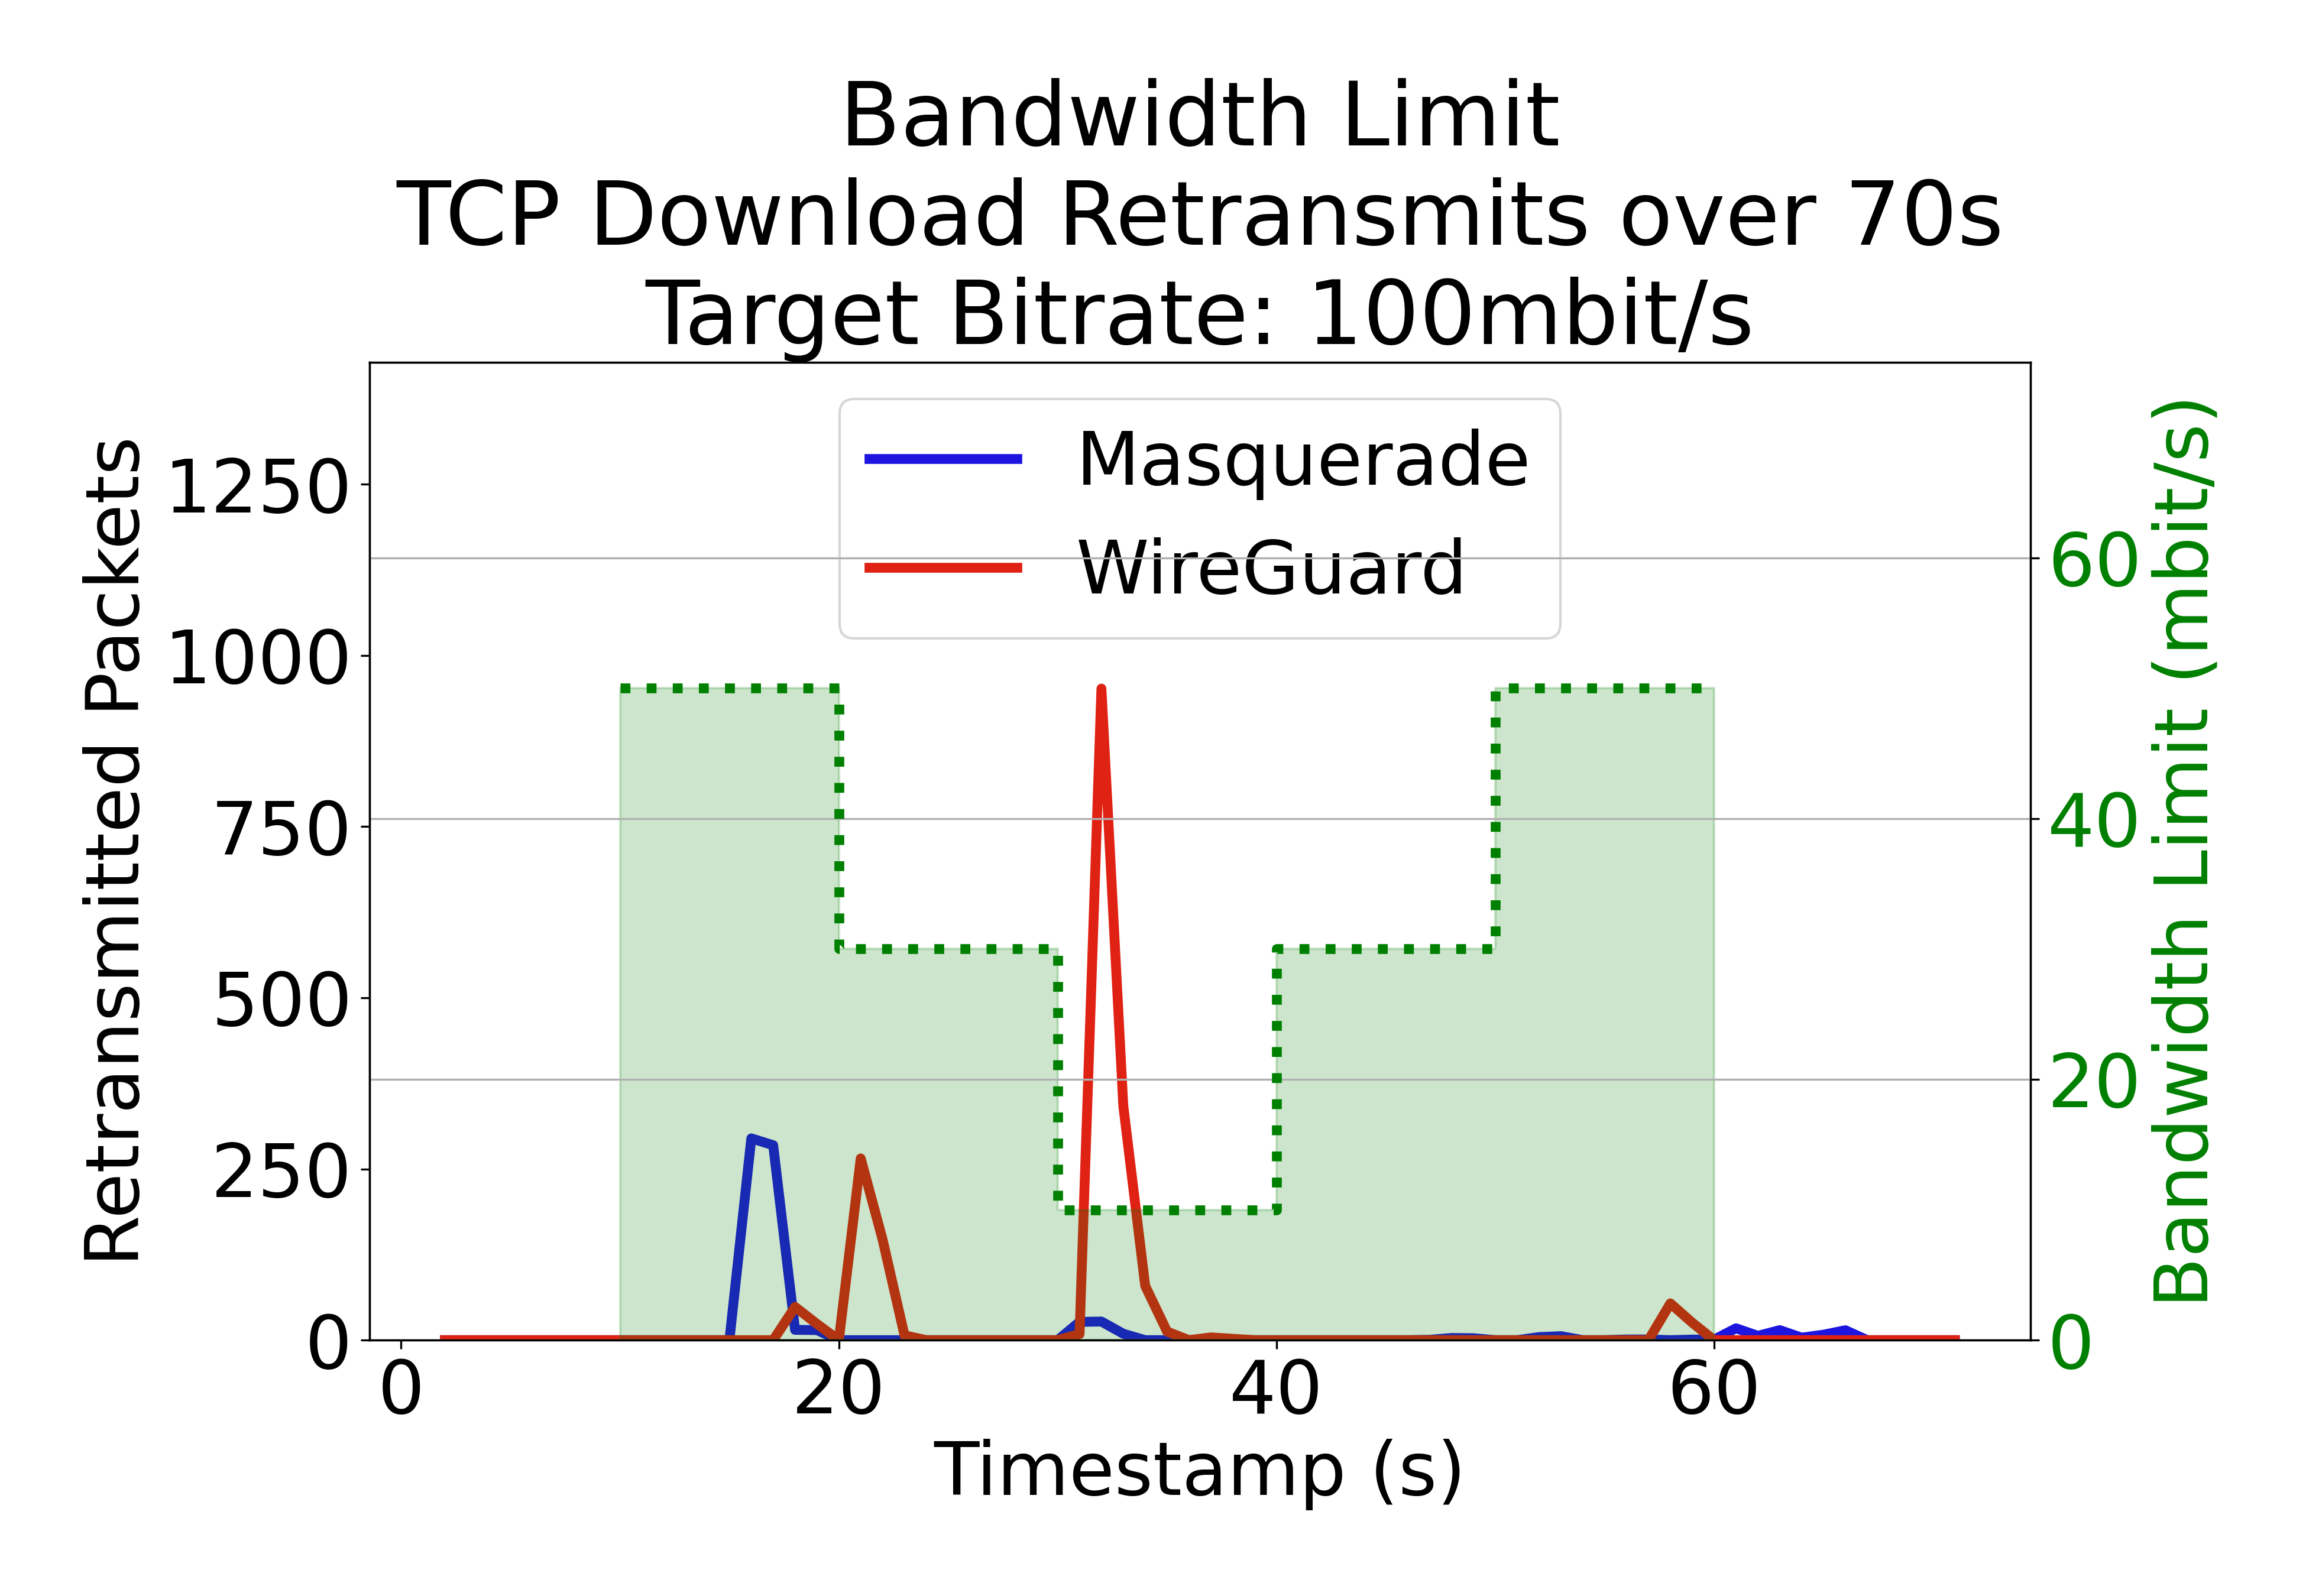 Bandwidth Limit
TCP Download Retransmits over 70s
Target Bitrate: 100mbit/s
Masquerade
WireGuard
Retransmitted Packets
1250
1000
750
500
250
0
60
40
20
0
Bandwidth Limit (mbit/s)
0 20 40 60
Timestamp (s)